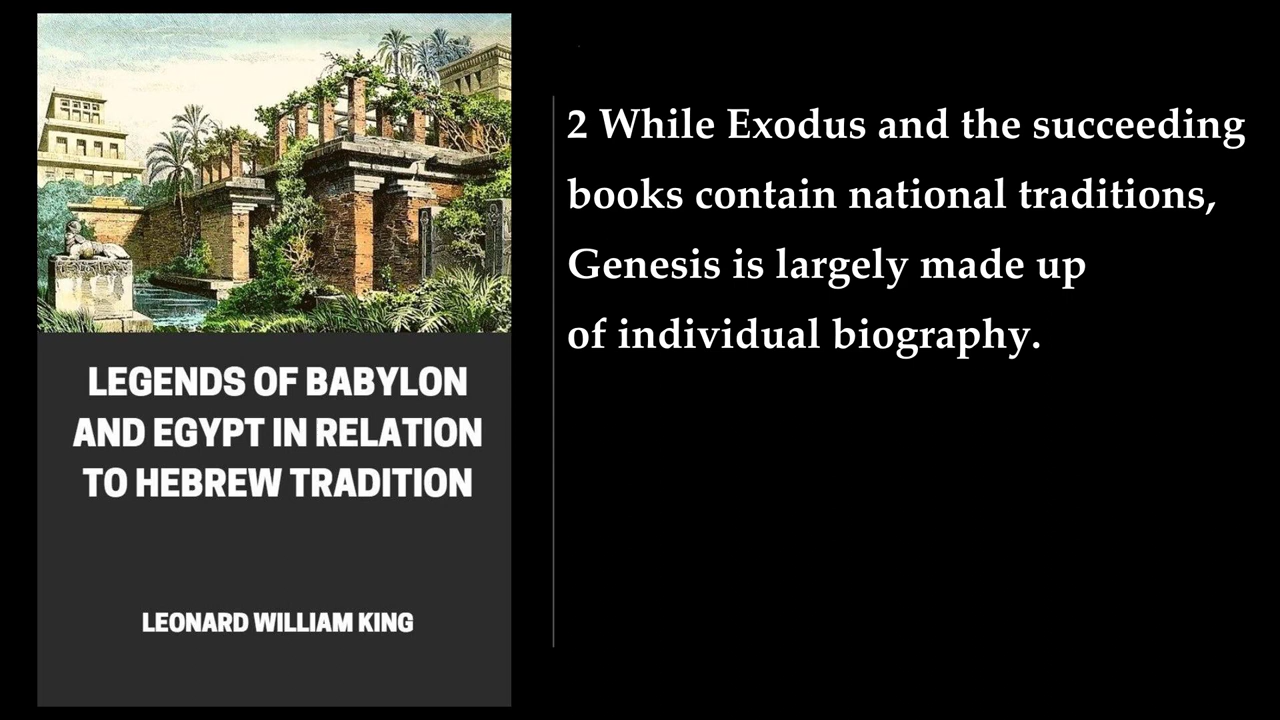 LEGENDS OF BABYLON
AND EGYPT IN RELATION
TO HEBREW TRADITION
LEONARD WILLIAM KING
2 While Exodus and the succeeding
books contain national traditions,
Genesis is largely made up
of individual biography.